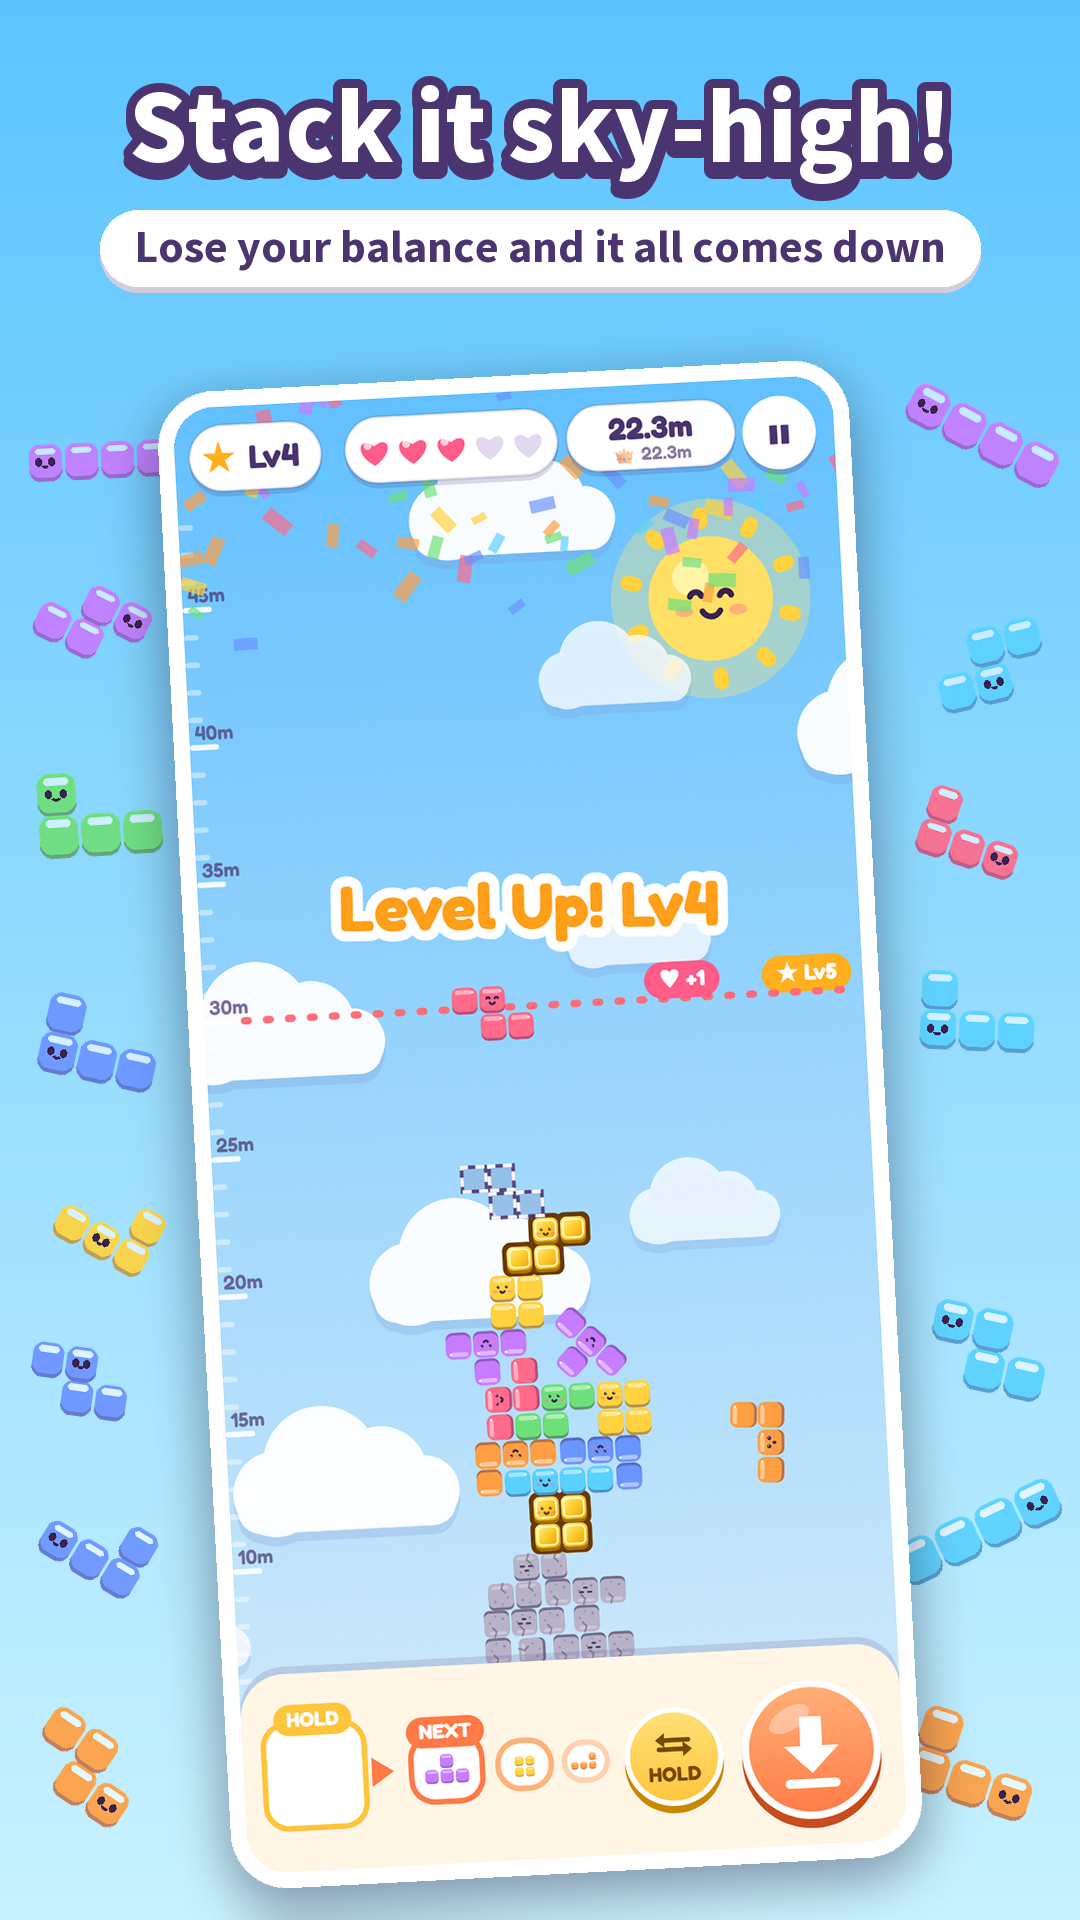 Stack it sky-high!
Lose your balance and it all comes down
Lv4
22.3m
22.3m
45m
40m
35m
Level Up! Lv4
+1
Lv5
30m
25m
20m
15m
10m
HOLD
NEXT
HOLD